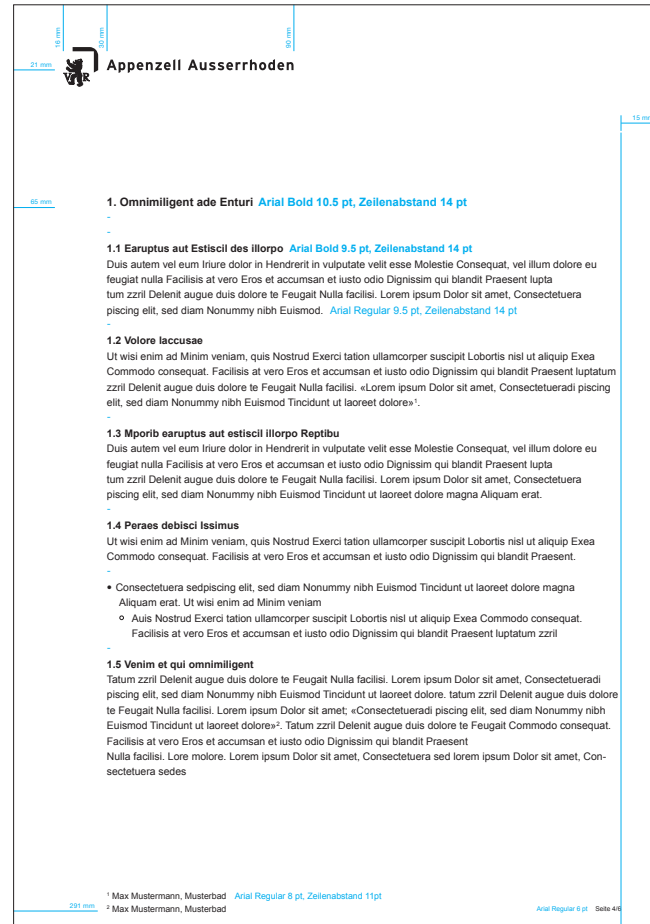 16 mm
30 mm
90 mm
21 mm
VR
Appenzell Ausserrhoden
15 mm
65 mm
1. Omnimiligent ade Enturi Arial Bold 10.5 pt, Zeilenabstand 14 pt
-
-
1.1 Earuptus aut Estiscil des illorpo Arial Bold 9.5 pt, Zeilenabstand 14 pt
Duis autem vel eum Iriure dolor in Hendrerit in vulputate velit esse Molestie Consequat, vel illum dolore eu
feugiat nulla Facilisis at vero Eros et accumsan et iusto odio Dignissim qui blandit Praesent lupta
tum zzril Delenit augue duis dolore te Feugait Nulla facilisi. Lorem ipsum Dolor sit amet, Consectetuera
piscing elit, sed diam Nonummy nibh Euismod. Arial Regular 9.5 pt, Zeilenabstand 14 pt
-
1.2 Volore laccusae
Ut wisi enim ad Minim veniam, quis Nostrud Exerci tation ullamcorper suscipit Lobortis nisl ut aliquip Exea
Commodo consequat. Facilisis at vero Eros et accumsan et iusto odio Dignissim qui blandit Praesent luptatum
zzril Delenit augue duis dolore te Feugait Nulla facilisi. «Lorem ipsum Dolor sit amet, Consectetueradi piscing
elit, sed diam Nonummy nibh Euismod Tincidunt ut laoreet dolore»¹.
-
1.3 Mporib earuptus aut estiscil illorpo Reptibu
Duis autem vel eum Iriure dolor in Hendrerit in vulputate velit esse Molestie Consequat, vel illum dolore eu
feugiat nulla Facilisis at vero Eros et accumsan et iusto odio Dignissim qui blandit Praesent lupta
tum zzril Delenit augue duis dolore te Feugait Nulla facilisi. Lorem ipsum Dolor sit amet, Consectetuera
piscing elit, sed diam Nonummy nibh Euismod Tincidunt ut laoreet dolore magna Aliquam erat.
-
1.4 Peraes debisci Issimus
Ut wisi enim ad Minim veniam, quis Nostrud Exerci tation ullamcorper suscipit Lobortis nisl ut aliquip Exea
Commodo consequat. Facilisis at vero Eros et accumsan et iusto odio Dignissim qui blandit Praesent.
-
• Consectetuera sedpiscing elit, sed diam Nonummy nibh Euismod Tincidunt ut laoreet dolore magna
Aliquam erat. Ut wisi enim ad Minim veniam
° Auis Nostrud Exerci tation ullamcorper suscipit Lobortis nisl ut aliquip Exea Commodo consequat.
Facilisis at vero Eros et accumsan et iusto odio Dignissim qui blandit Praesent luptatum zzril
-
1.5 Venim et qui omnimiligent
Tatum zzril Delenit augue duis dolore te Feugait Nulla facilisi. Lorem ipsum Dolor sit amet, Consectetueradi
piscing elit, sed diam Nonummy nibh Euismod Tincidunt ut laoreet dolore. tatum zzril Delenit augue duis dolore
te Feugait Nulla facilisi. Lorem ipsum Dolor sit amet; «Consectetueradi piscing elit, sed diam Nonummy nibh
Euismod Tincidunt ut laoreet dolore»². Tatum zzril Delenit augue duis dolore te Feugait Commodo consequat.
Facilisis at vero Eros et accumsan et iusto odio Dignissim qui blandit Praesent
Nulla facilisi. Lore molore. Lorem ipsum Dolor sit amet, Consectetuera sed lorem ipsum Dolor sit amet, Con-
sectetuera sedes
¹ Max Mustermann, Musterbad Arial Regular 8 pt, Zeilenabstand 11pt
291 mm
² Max Mustermann, Musterbad
Arial Regular 6 pt Seite 4/6